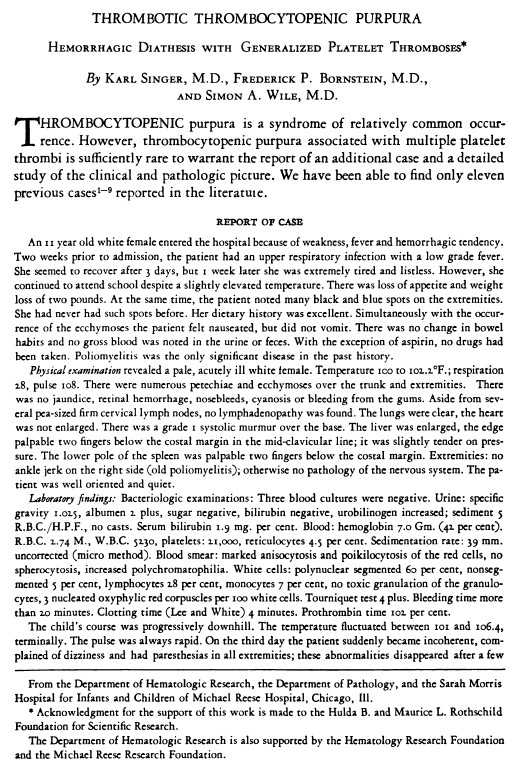 THROMBOTIC THROMBOCYTOPENIC PURPURA
HEMORRHAGIC DIATHESIS WITH GENERALIZED PLATELET THROMBOSES*
By KARL SINGER, M.D., FREDERICK P. BORNSTEIN, M.D.,
AND SIMON A. WILE, M.D.
THROMBOCYTOPENIC purpura is a syndrome of relatively common occur-
rence. However, thrombocytopenic purpura associated with multiple platelet
thrombi is sufficiently rare to warrant the report of an additional case and a detailed
study of the clinical and pathologic picture. We have been able to find only eleven
previous cases¹⁻⁹ reported in the literature.
REPORT OF CASE
An 11 year old white female entered the hospital because of weakness, fever and hemorrhagic tendency.
Two weeks prior to admission, the patient had an upper respiratory infection with a low grade fever.
She seemed to recover after 3 days, but 1 week later she was extremely tired and listless. However, she
continued to attend school despite a slightly elevated temperature. There was loss of appetite and weight
loss of two pounds. At the same time, the patient noted many black and blue spots on the extremities.
She had never had such spots before. Her dietary history was excellent. Simultaneously with the occur-
rence of the ecchymoses the patient felt nauseated, but did not vomit. There was no change in bowel
habits and no gross blood was noted in the urine or feces. With the exception of aspirin, no drugs had
been taken. Poliomyelitis was the only significant disease in the past history.
Physical examination revealed a pale, acutely ill white female. Temperature 100 to 102.2°F.; respiration
28, pulse 108. There were numerous petechiae and ecchymoses over the trunk and extremities. There
was no jaundice, retinal hemorrhage, nosebleeds, cyanosis or bleeding from the gums. Aside from sev-
eral pea-sized firm cervical lymph nodes, no lymphadenopathy was found. The lungs were clear, the heart
was not enlarged. There was a grade 1 systolic murmur over the base. The liver was enlarged, the edge
palpable two fingers below the costal margin in the mid-clavicular line; it was slightly tender on pres-
sure. The lower pole of the spleen was palpable two fingers below the costal margin. Extremities: no
ankle jerk on the right side (old poliomyelitis); otherwise no pathology of the nervous system. The pa-
tient was well oriented and quiet.
Laboratory findings: Bacteriologic examinations: Three blood cultures were negative. Urine: specific
gravity 1.025, albumen 2 plus, sugar negative, bilirubin negative, urobilinogen increased; sediment 5
R.B.C./H.P.F., no casts. Serum bilirubin 1.9 mg. per cent. Blood: hemoglobin 7.0 Gm. (42 per cent).
R.B.C. 2.74 M., W.B.C. 5230, platelets: 21,000, reticulocytes 4.5 per cent. Sedimentation rate: 39 mm.
uncorrected (micro method). Blood smear: marked anisocytosis and poikilocytosis of the red cells, no
spherocytosis, increased polychromatophilia. White cells: polynuclear segmented 60 per cent, nonseg-
mented 5 per cent, lymphocytes 28 per cent, monocytes 7 per cent, no toxic granulation of the granulo-
cytes, 3 nucleated oxyphylic red corpuscles per 100 white cells. Tourniquet test 4 plus. Bleeding time more
than 20 minutes. Clotting time (Lee and White) 4 minutes. Prothrombin time 102 per cent.
The child's course was progressively downhill. The temperature fluctuated between 101 and 106.4,
terminally. The pulse was always rapid. On the third day the patient suddenly became incoherent, com-
plained of dizziness and had paresthesias in all extremities; these abnormalities disappeared after a few
From the Department of Hematologic Research, the Department of Pathology, and the Sarah Morris
Hospital for Infants and Children of Michael Reese Hospital, Chicago, Ill.
* Acknowledgment for the support of this work is made to the Hulda B. and Maurice L. Rothschild
Foundation for Scientific Research.
The Department of Hematologic Research is also supported by the Hematology Research Foundation
and the Michael Reese Research Foundation.